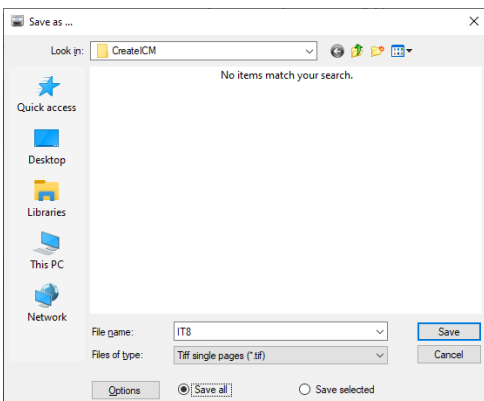 Save as ...
Look in: CreateICM
No items match your search.
Quick access
Desktop
Libraries
This PC
Network
File name: IT8 Save
Files of type: Tiff single pages (*.tif) Cancel
Options Save all Save selected